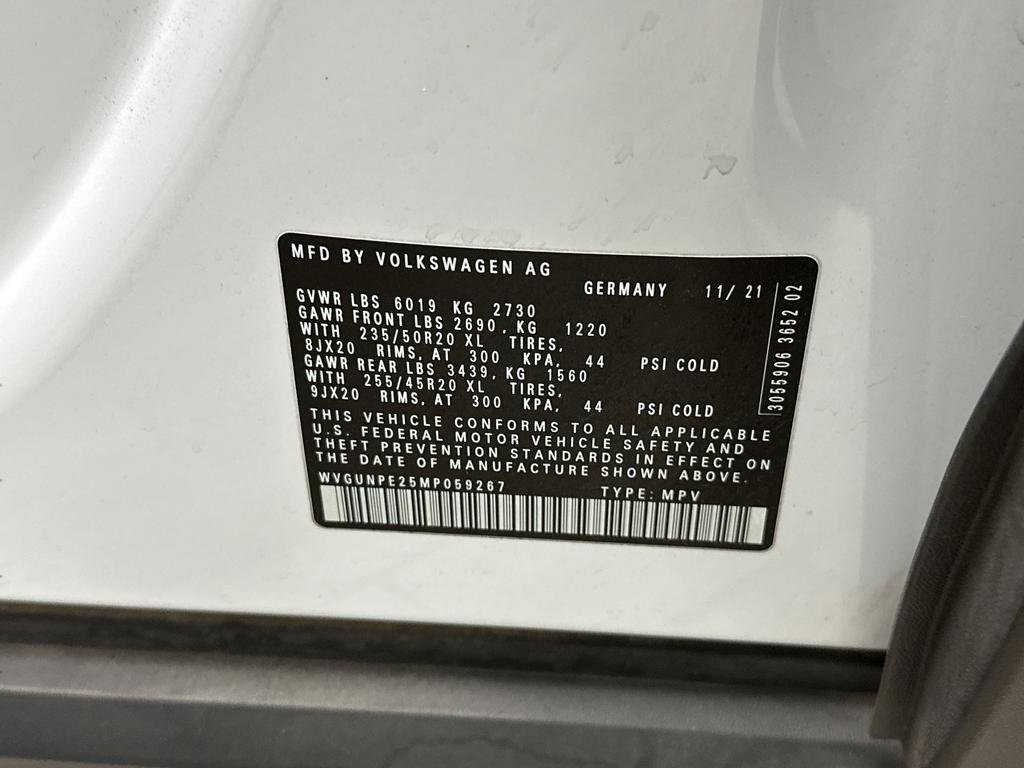 MFD BY VOLKSWAGEN AG
GERMANY 11/ 21
GVWR LBS 6019 KG 2730
GAWR FRONT LBS 2690, KG 1220
WITH 235/50R20 XL TIRES,
8JX20 RIMS, AT 300 KPA, 44 PSI COLD
GAWR REAR LBS 3439, KG 1560
WITH 255/45R20 XL TIRES,
9JX20 RIMS, AT 300 KPA, 44 PSI COLD
THIS VEHICLE CONFORMS TO ALL APPLICABLE
U.S. FEDERAL MOTOR VEHICLE SAFETY AND
THEFT PREVENTION STANDARDS IN EFFECT ON
THE DATE OF MANUFACTURE SHOWN ABOVE.
WVGUNPE25MP059267 TYPE: MPV
3055906 3652 02